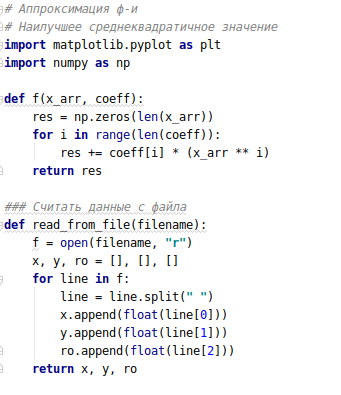 # Аппроксимация ф-и
# Наилучшее среднеквадратичное значение
import matplotlib.pyplot as plt
import numpy as np

def f(x_arr, coeff):
    res = np.zeros(len(x_arr))
    for i in range(len(coeff)):
        res += coeff[i] * (x_arr ** i)
    return res

### Считать данные с файла
def read_from_file(filename):
    f = open(filename, "r")
    x, y, ro = [], [], []
    for line in f:
        line = line.split(" ")
        x.append(float(line[0]))
        y.append(float(line[1]))
        ro.append(float(line[2]))
    return x, y, ro